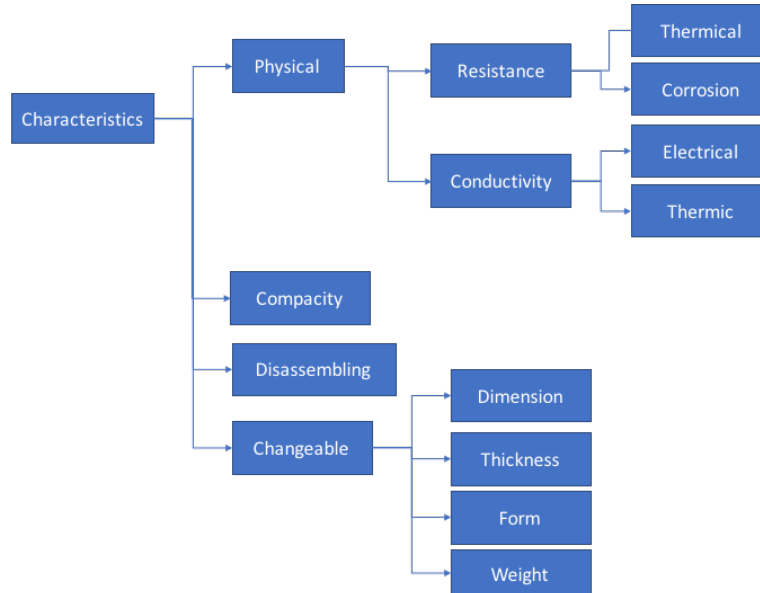 Characteristics
Physical
Resistance
Thermical
Corrosion
Conductivity
Electrical
Thermic
Compacity
Disassembling
Changeable
Dimension
Thickness
Form
Weight